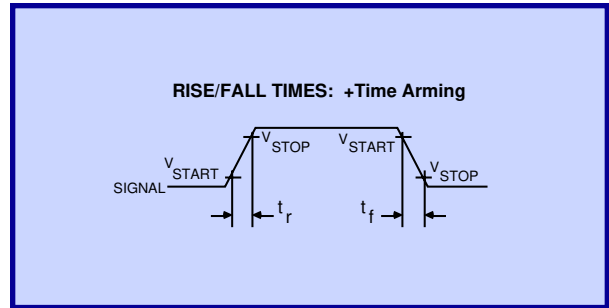 RISE/FALL TIMES: +Time Arming
VSTOP VSTART
VSTART VSTOP
SIGNAL
tr tf